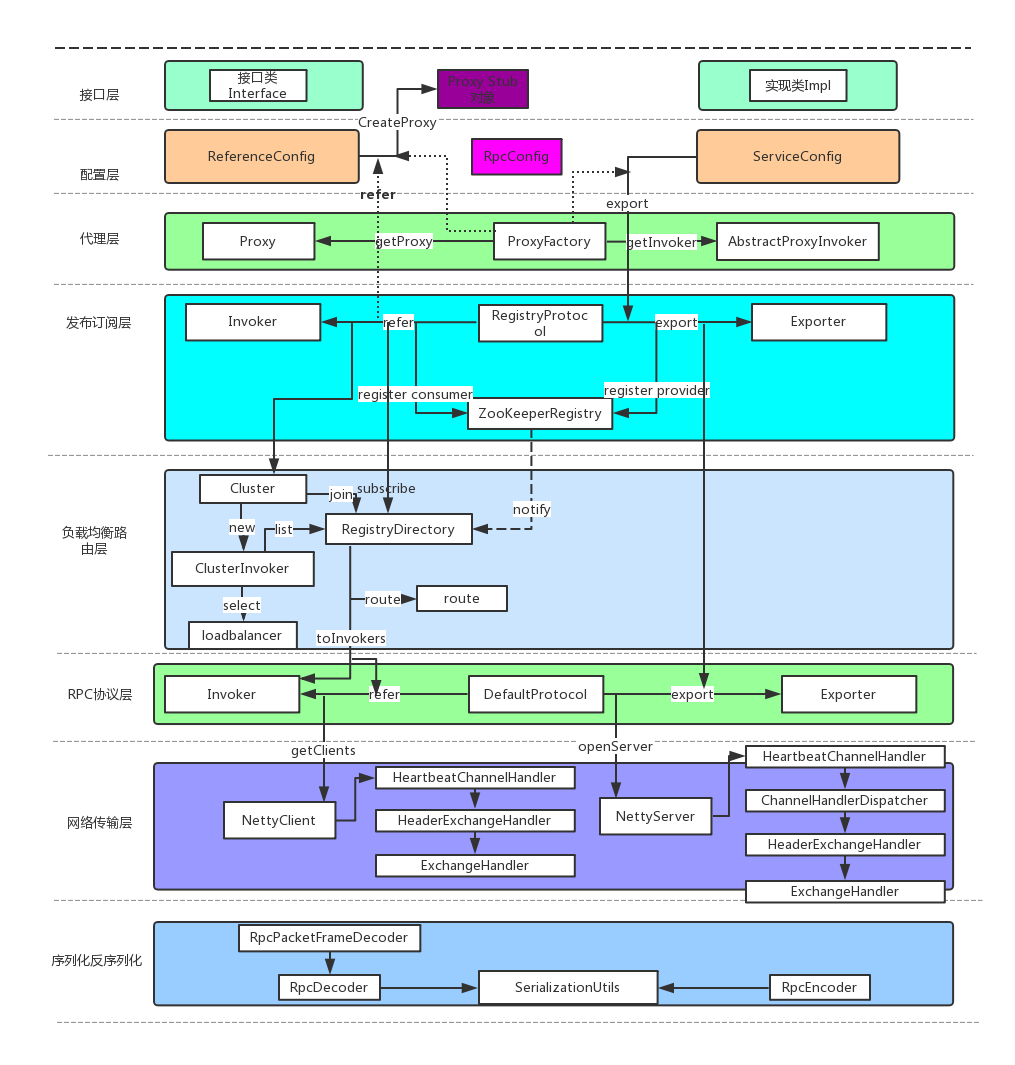 接口层
接口类
Interface
Proxy Stub
对象
实现类Impl
CreateProxy
配置层
ReferenceConfig
RpcConfig
ServiceConfig
refer
export
代理层
Proxy
getProxy
ProxyFactory
getInvoker
AbstractProxyInvoker
发布订阅层
Invoker
refer
RegistryProtoc
ol
export
Exporter
register consumer
register provider
ZooKeeperRegistry
负载均衡路
由层
Cluster
join
subscribe
notify
new
list
RegistryDirectory
ClusterInvoker
select
route
route
loadbalancer
toInvokers
RPC协议层
Invoker
refer
DefaultProtocol
export
Exporter
getClients
openServer
网络传输层
NettyClient
HeartbeatChannelHandler
HeaderExchangeHandler
ExchangeHandler
NettyServer
HeartbeatChannelHandler
ChannelHandlerDispatcher
HeaderExchangeHandler
ExchangeHandler
序列化反序列化
RpcPacketFrameDecoder
RpcDecoder
SerializationUtils
RpcEncoder